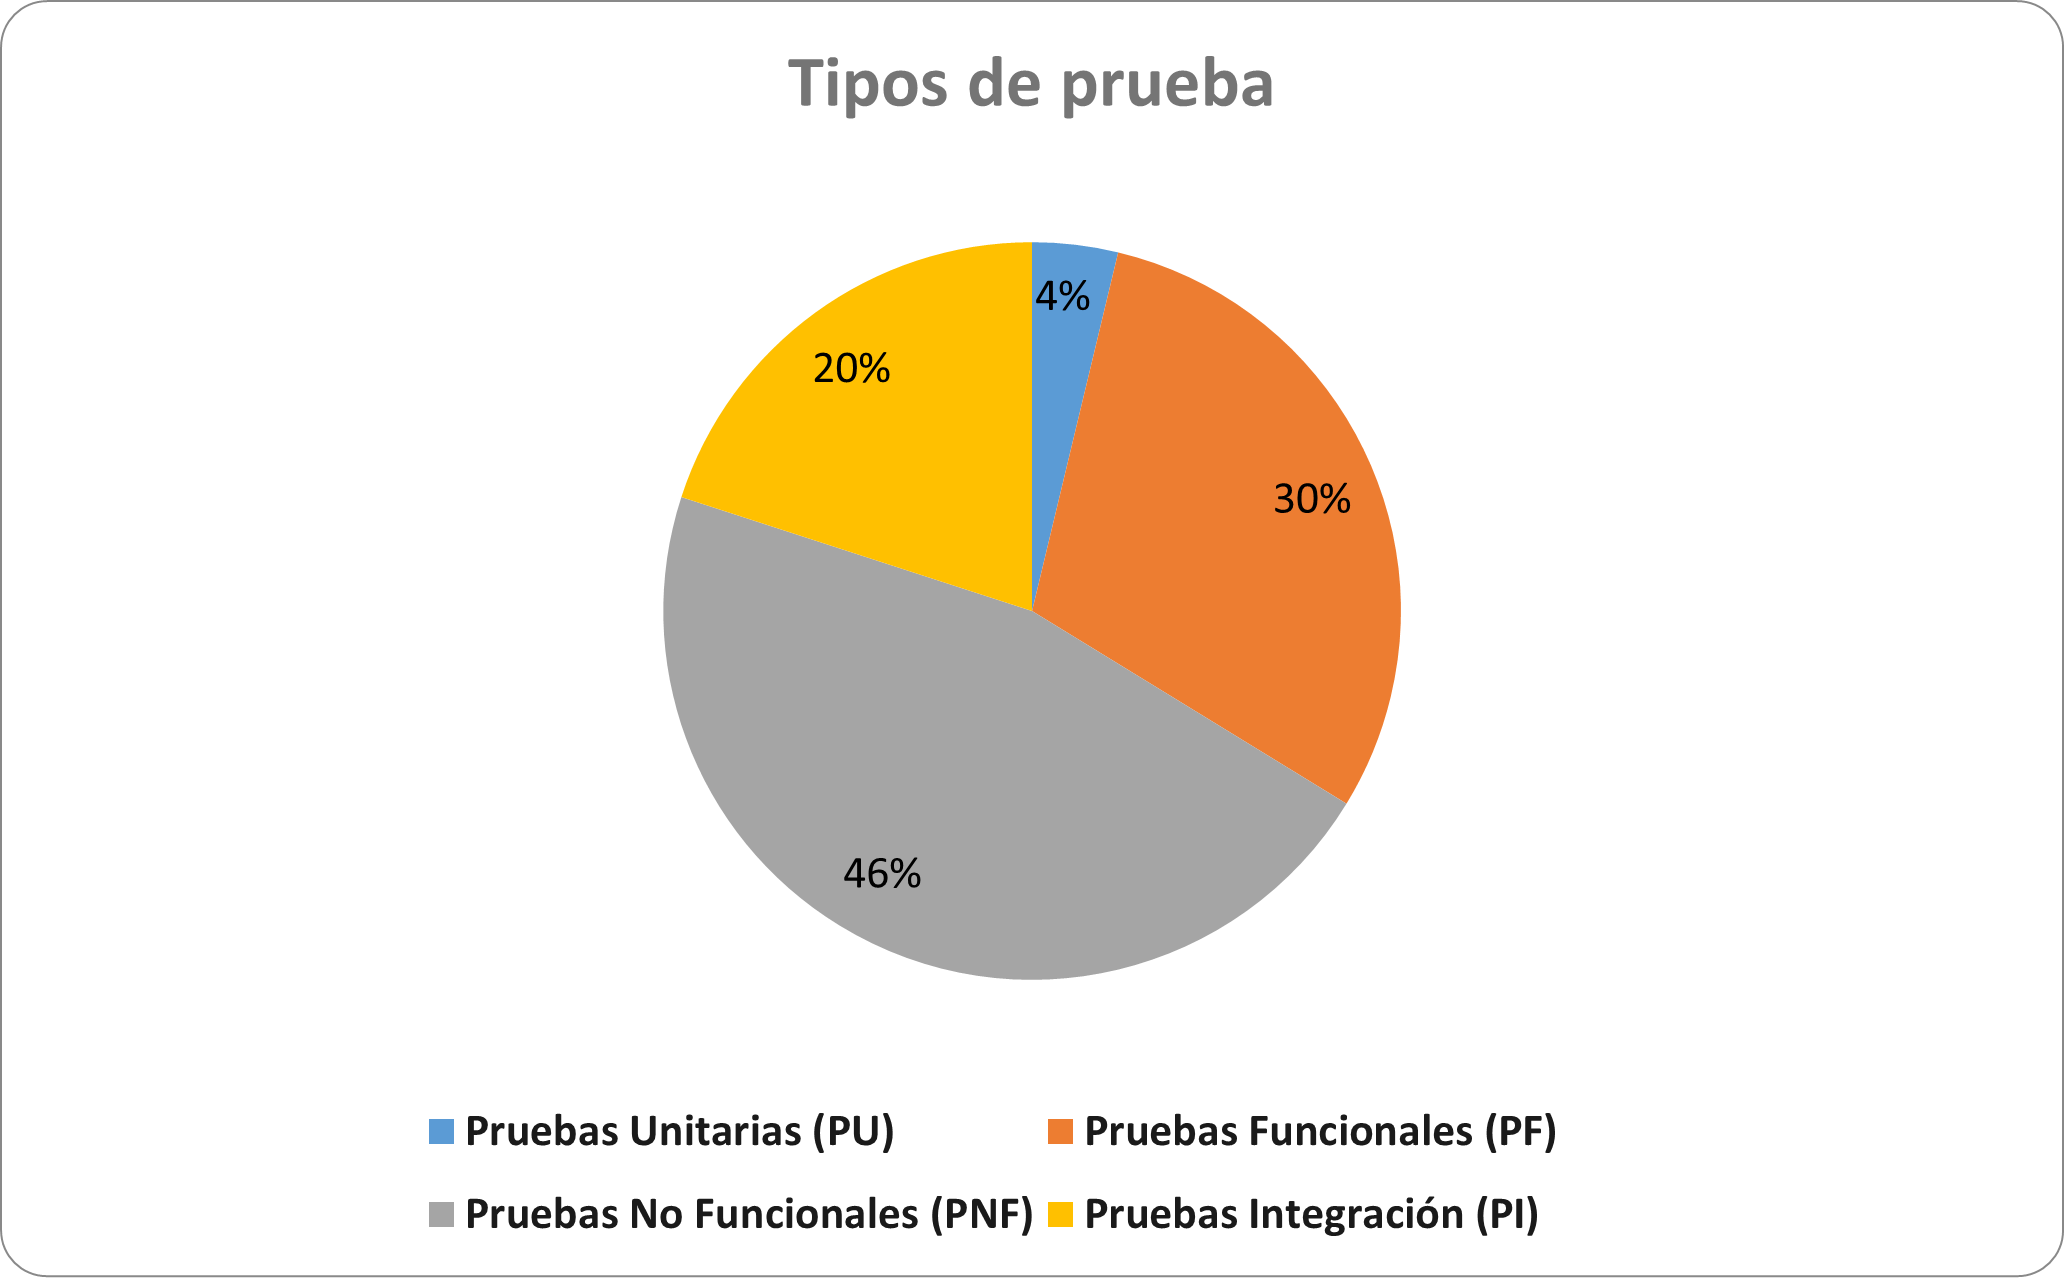 Tipos de prueba
4%
20%
30%
46%
Pruebas Unitarias (PU)
Pruebas Funcionales (PF)
Pruebas No Funcionales (PNF)
Pruebas Integración (PI)